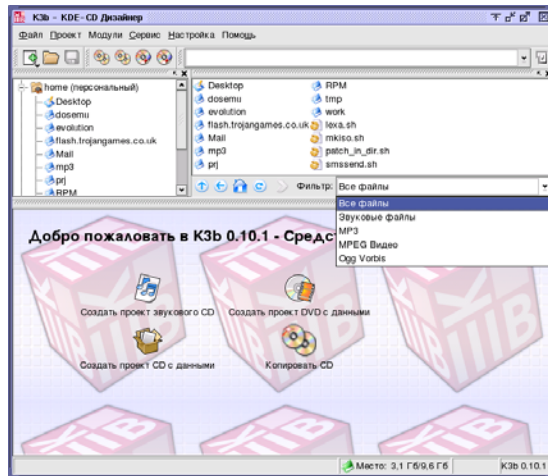 K3b - KDE-CD Дизайнер
Файл Проект Модули Сервис Настройка Помощь
home (персональный)
Desktop
dosemu
evolution
flash.trojangames.co.uk
Mail
mp3
prj
RPM
Desktop
dosemu
evolution
flash.trojangames.co.uk
Mail
mp3
prj
RPM
tmp
work
lexa.sh
mkiso.sh
patch_in_dir.sh
smssend.sh
Фильтр: Все файлы
Все файлы
Звуковые файлы
MP3
MPEG Видео
Ogg Vorbis
Добро пожаловать в K3b 0.10.1 - Средст
Создать проект звукового CD
Создать проект DVD с данными
Создать проект CD с данными
Копировать CD
Место: 3,1 Гб/9,6 Гб
K3b 0.10.1